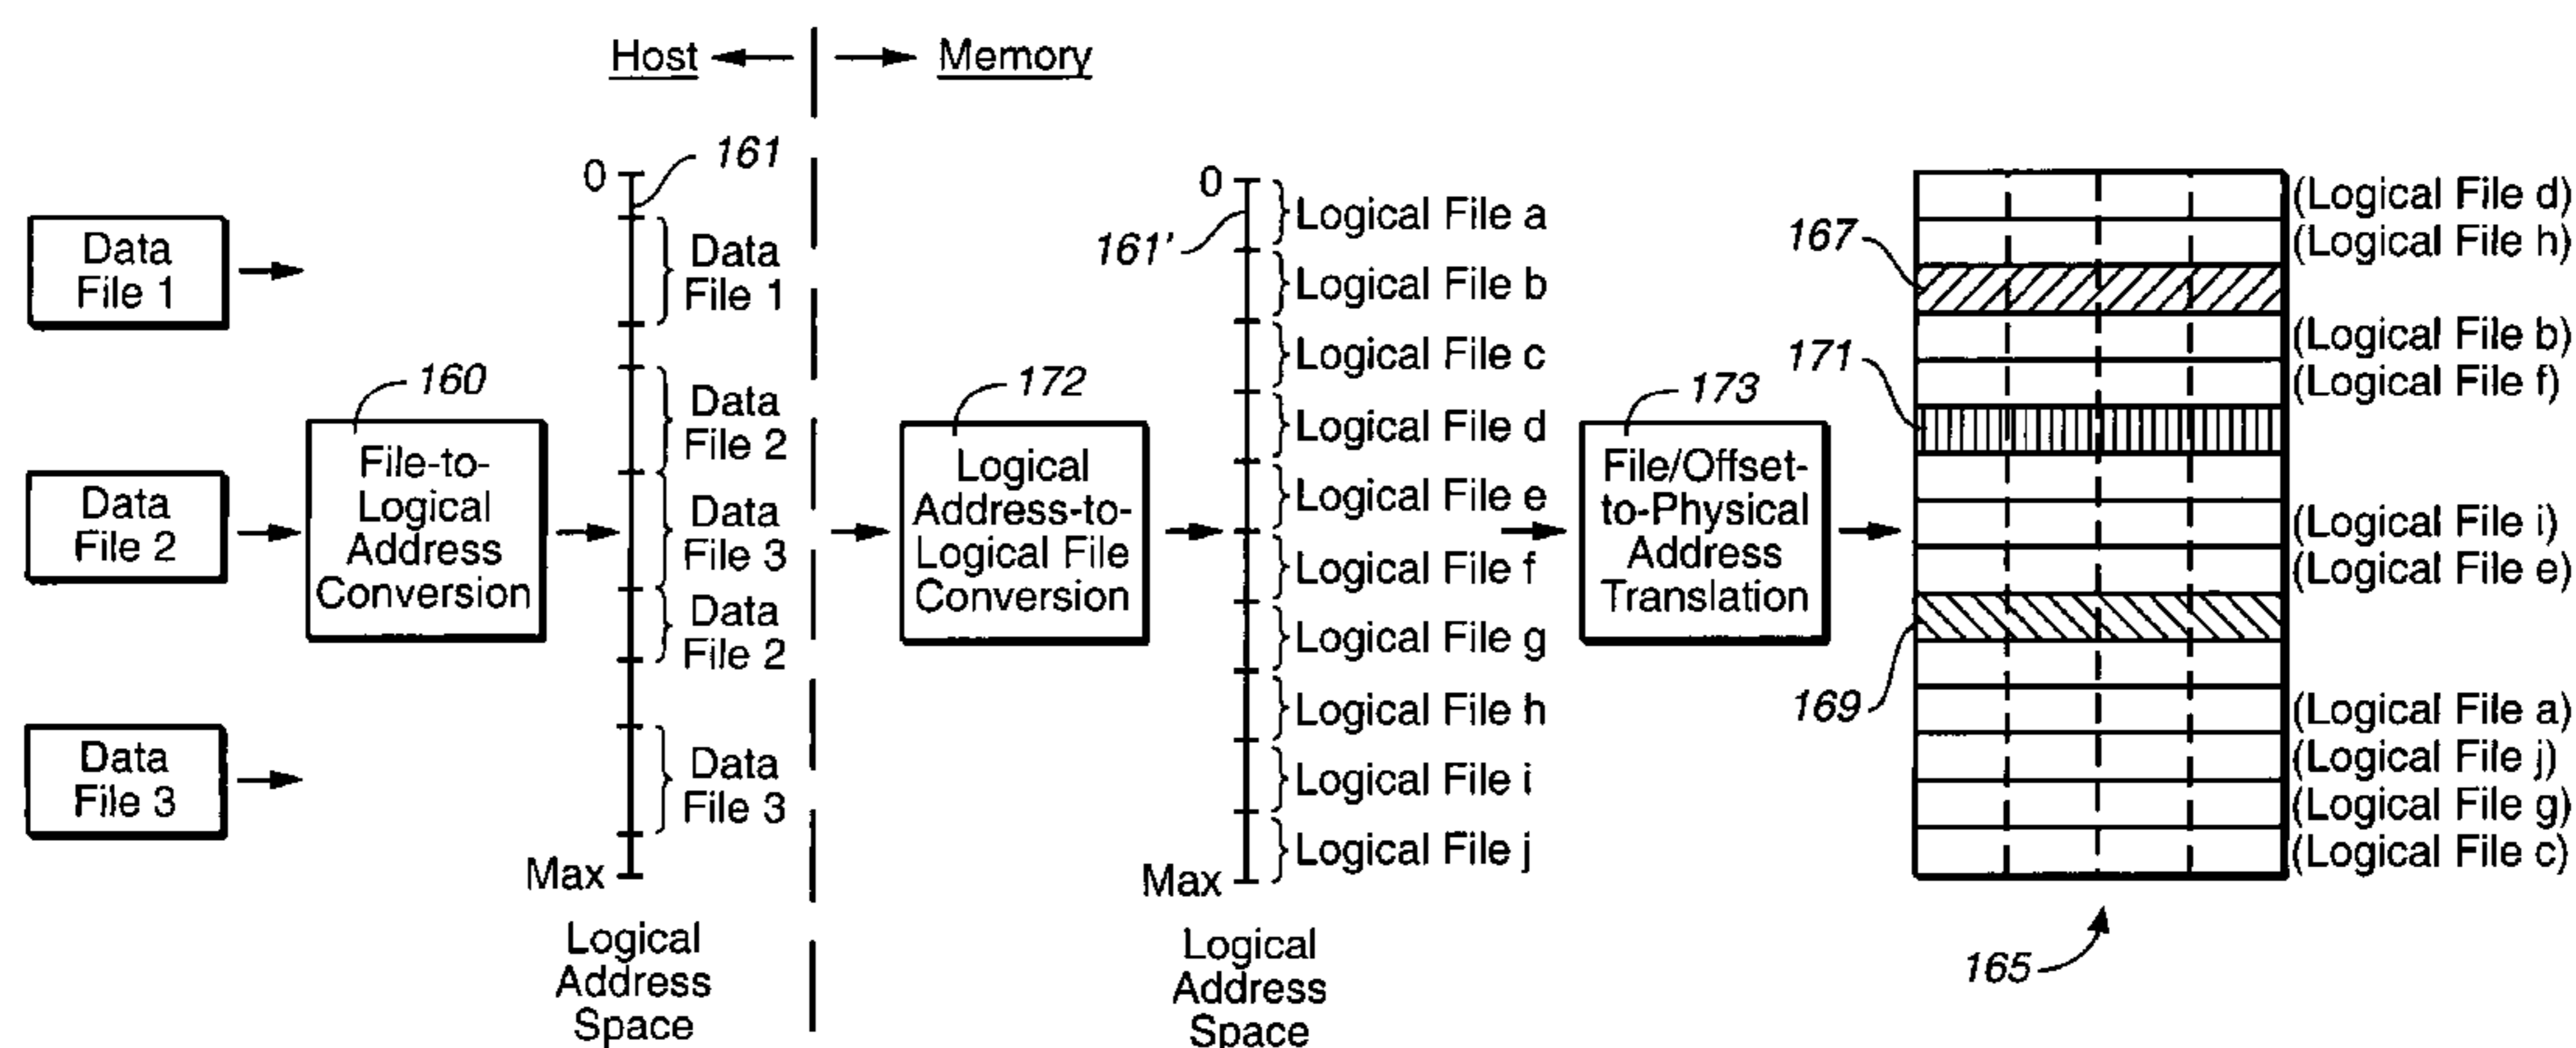 Host
Memory
161
0
Data
File 1
Data
File 1
Data
File 2
160
File-to-
Logical
Address
Conversion
Data
File 2
Data
File 3
Data
File 2
Data
File 3
Data
File 3
Max
Logical
Address
Space
172
Logical
Address-to-
Logical File
Conversion
0
161'
Logical File a
Logical File b
Logical File c
Logical File d
Logical File e
Logical File f
Logical File g
Logical File h
Logical File i
Logical File j
Max
Logical
Address
Space
173
File/Offset-
to-Physical
Address
Translation
167
171
169
(Logical File d)
(Logical File h)
(Logical File b)
(Logical File f)
(Logical File i)
(Logical File e)
(Logical File a)
(Logical File j)
(Logical File g)
(Logical File c)
165